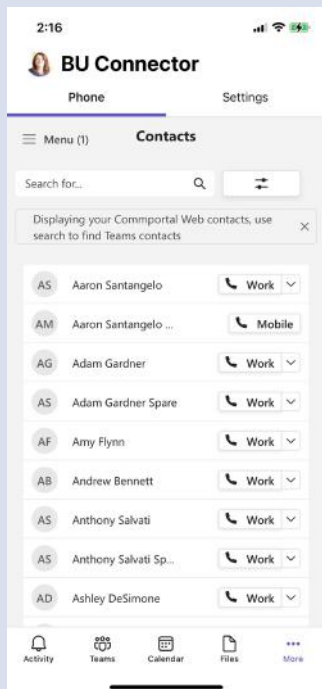 2:16
BU Connector
Phone Settings
Menu (1) Contacts
Search for...
Displaying your Commportal Web contacts, use
search to find Teams contacts
AS Aaron Santangelo Work
AM Aaron Santangelo ... Mobile
AG Adam Gardner Work
AS Adam Gardner Spare Work
AF Amy Flynn Work
AB Andrew Bennett Work
AS Anthony Salvati Work
AS Anthony Salvati Sp... Work
AD Ashley DeSimone Work
Activity Teams Calendar Files More